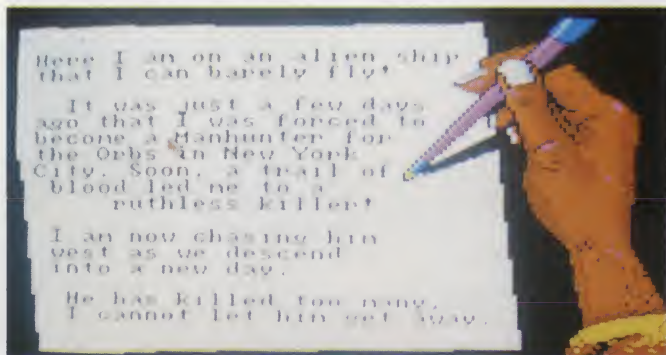 Here I am on an alien ship
that I can barely fly!
It was just a few days
ago that I was forced to
become a Manhunter for
the Orbs in New York
City. Soon, a trail of
blood led me to a
ruthless killer!
I am now chasing him
west as we descend
into a new day.
He has killed too many,
I cannot let him get away.